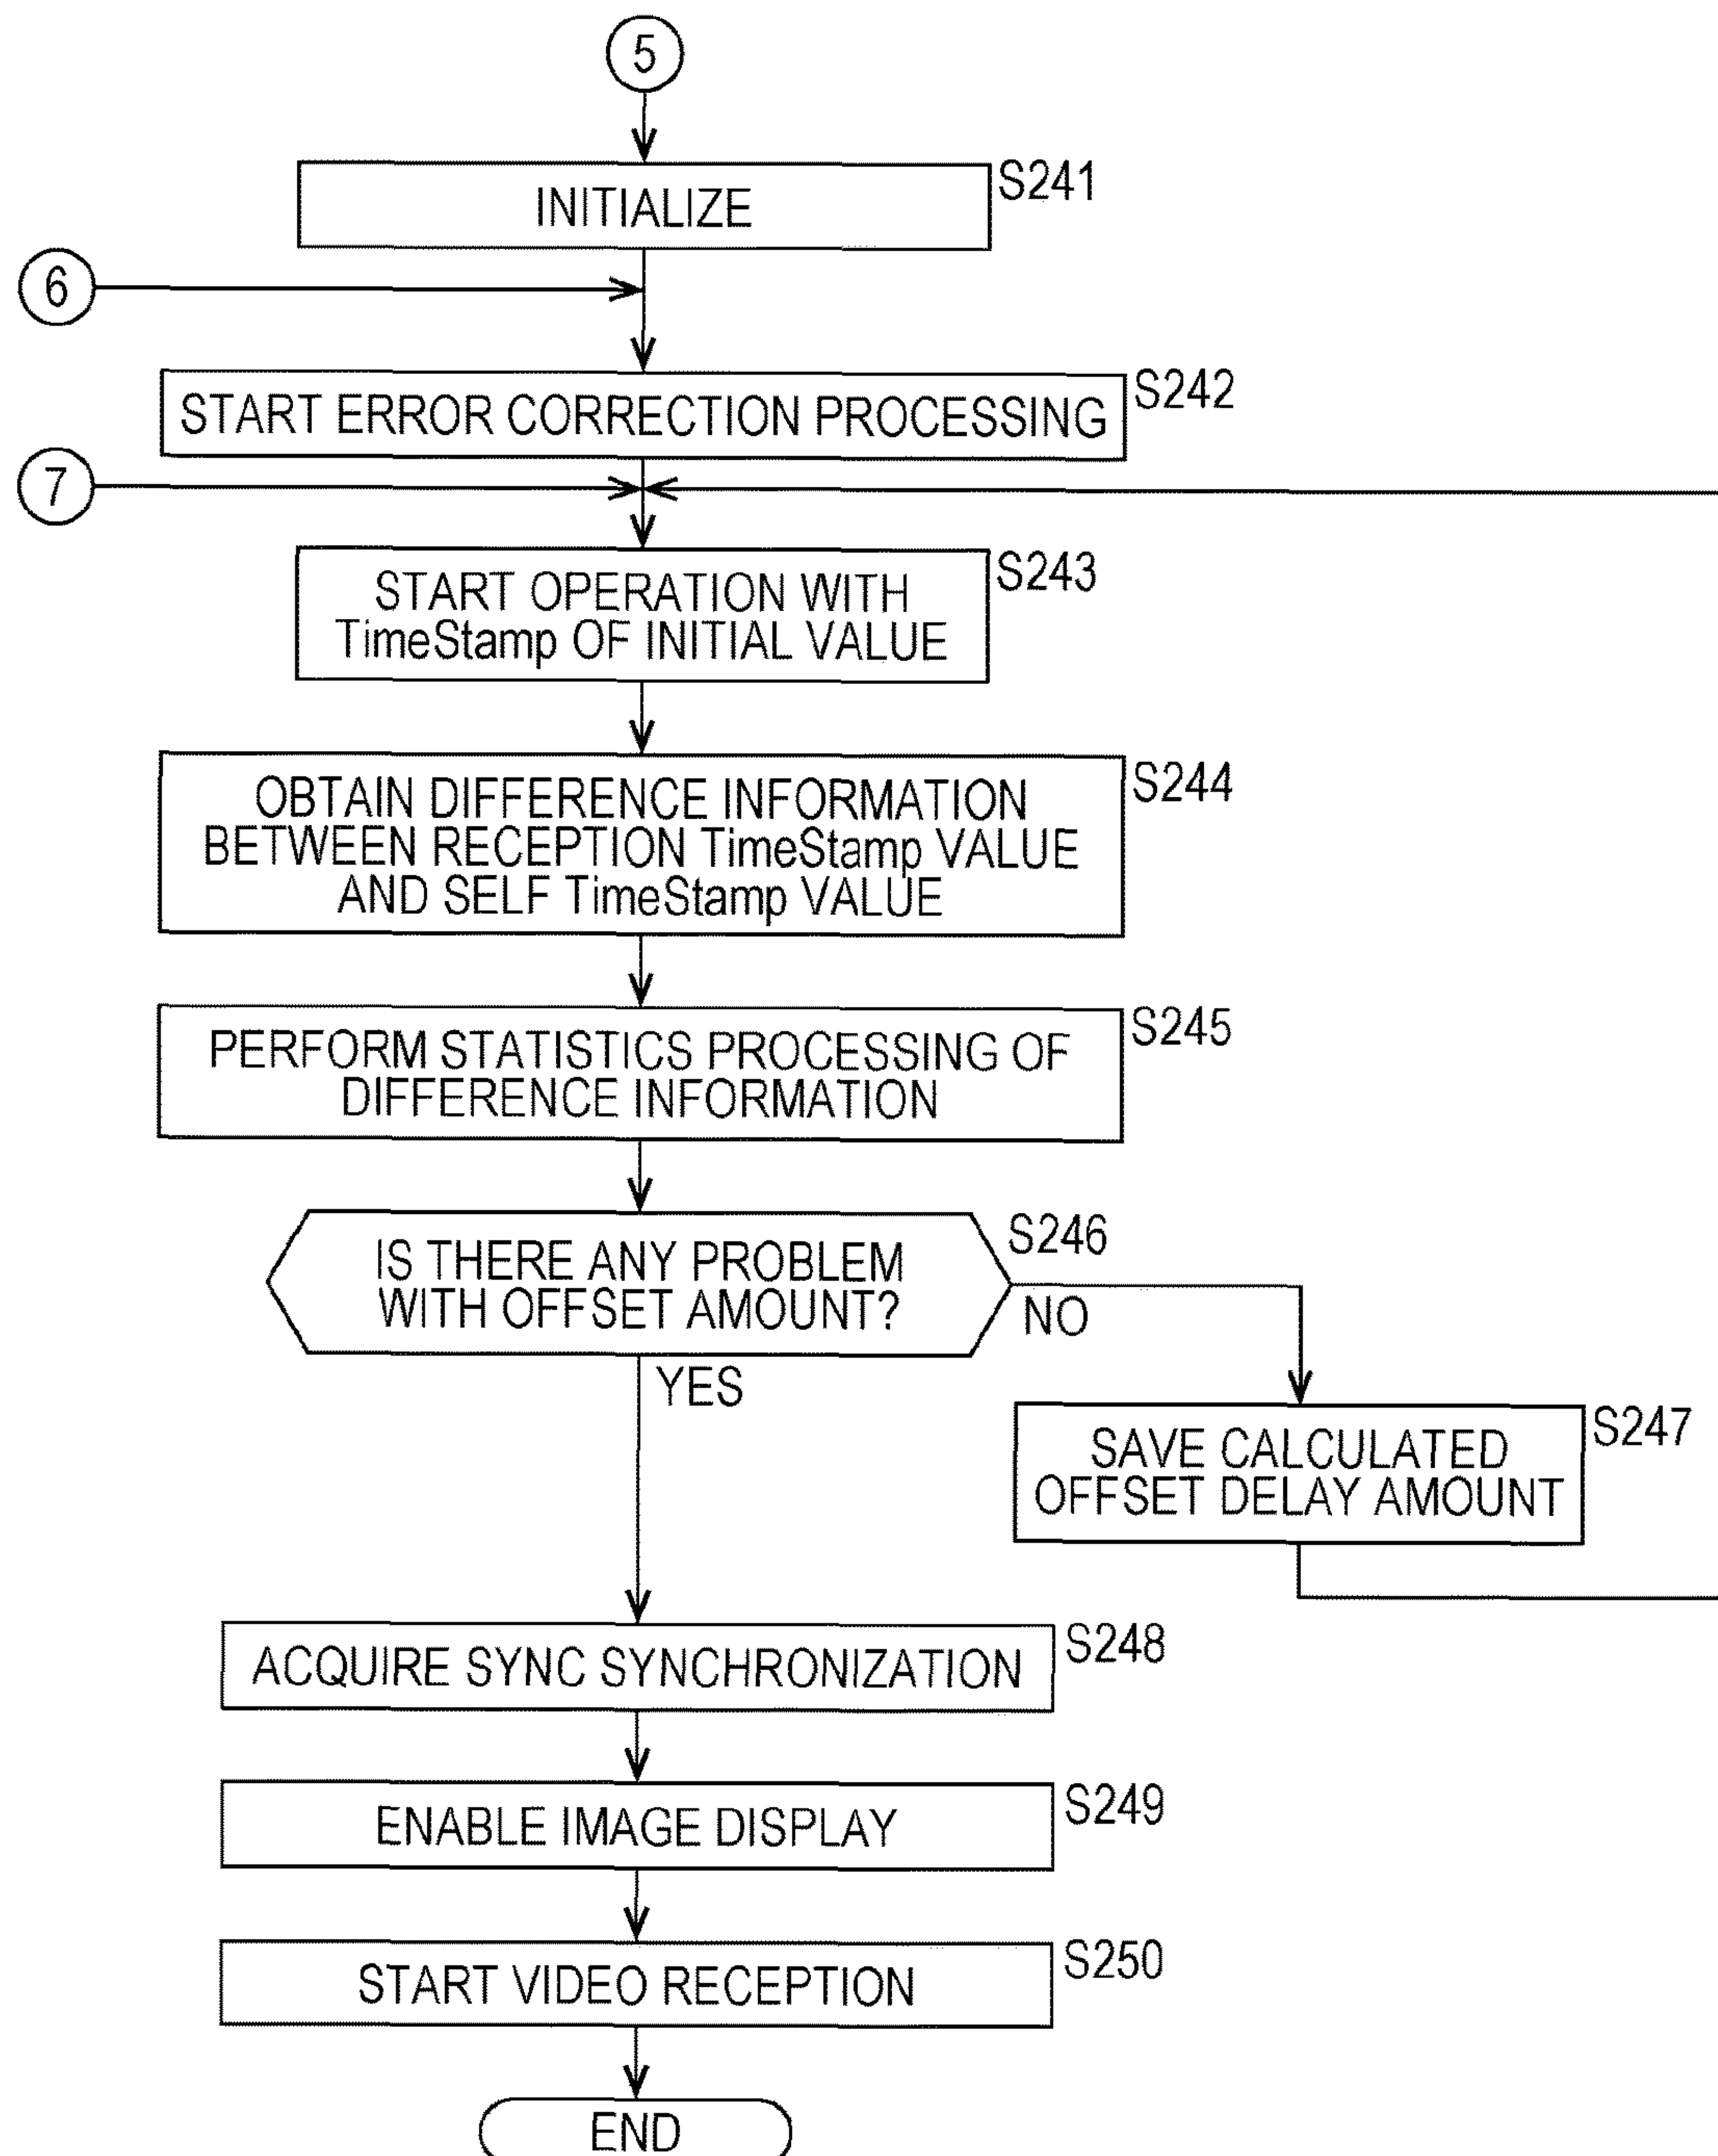 5
INITIALIZE
S241
6
START ERROR CORRECTION PROCESSING
S242
7
START OPERATION WITH
TimeStamp OF INITIAL VALUE
S243
OBTAIN DIFFERENCE INFORMATION
BETWEEN RECEPTION TimeStamp VALUE
AND SELF TimeStamp VALUE
S244
PERFORM STATISTICS PROCESSING OF
DIFFERENCE INFORMATION
S245
IS THERE ANY PROBLEM
WITH OFFSET AMOUNT?
S246
NO
YES
SAVE CALCULATED
OFFSET DELAY AMOUNT
S247
ACQUIRE SYNC SYNCHRONIZATION
S248
ENABLE IMAGE DISPLAY
S249
START VIDEO RECEPTION
S250
END